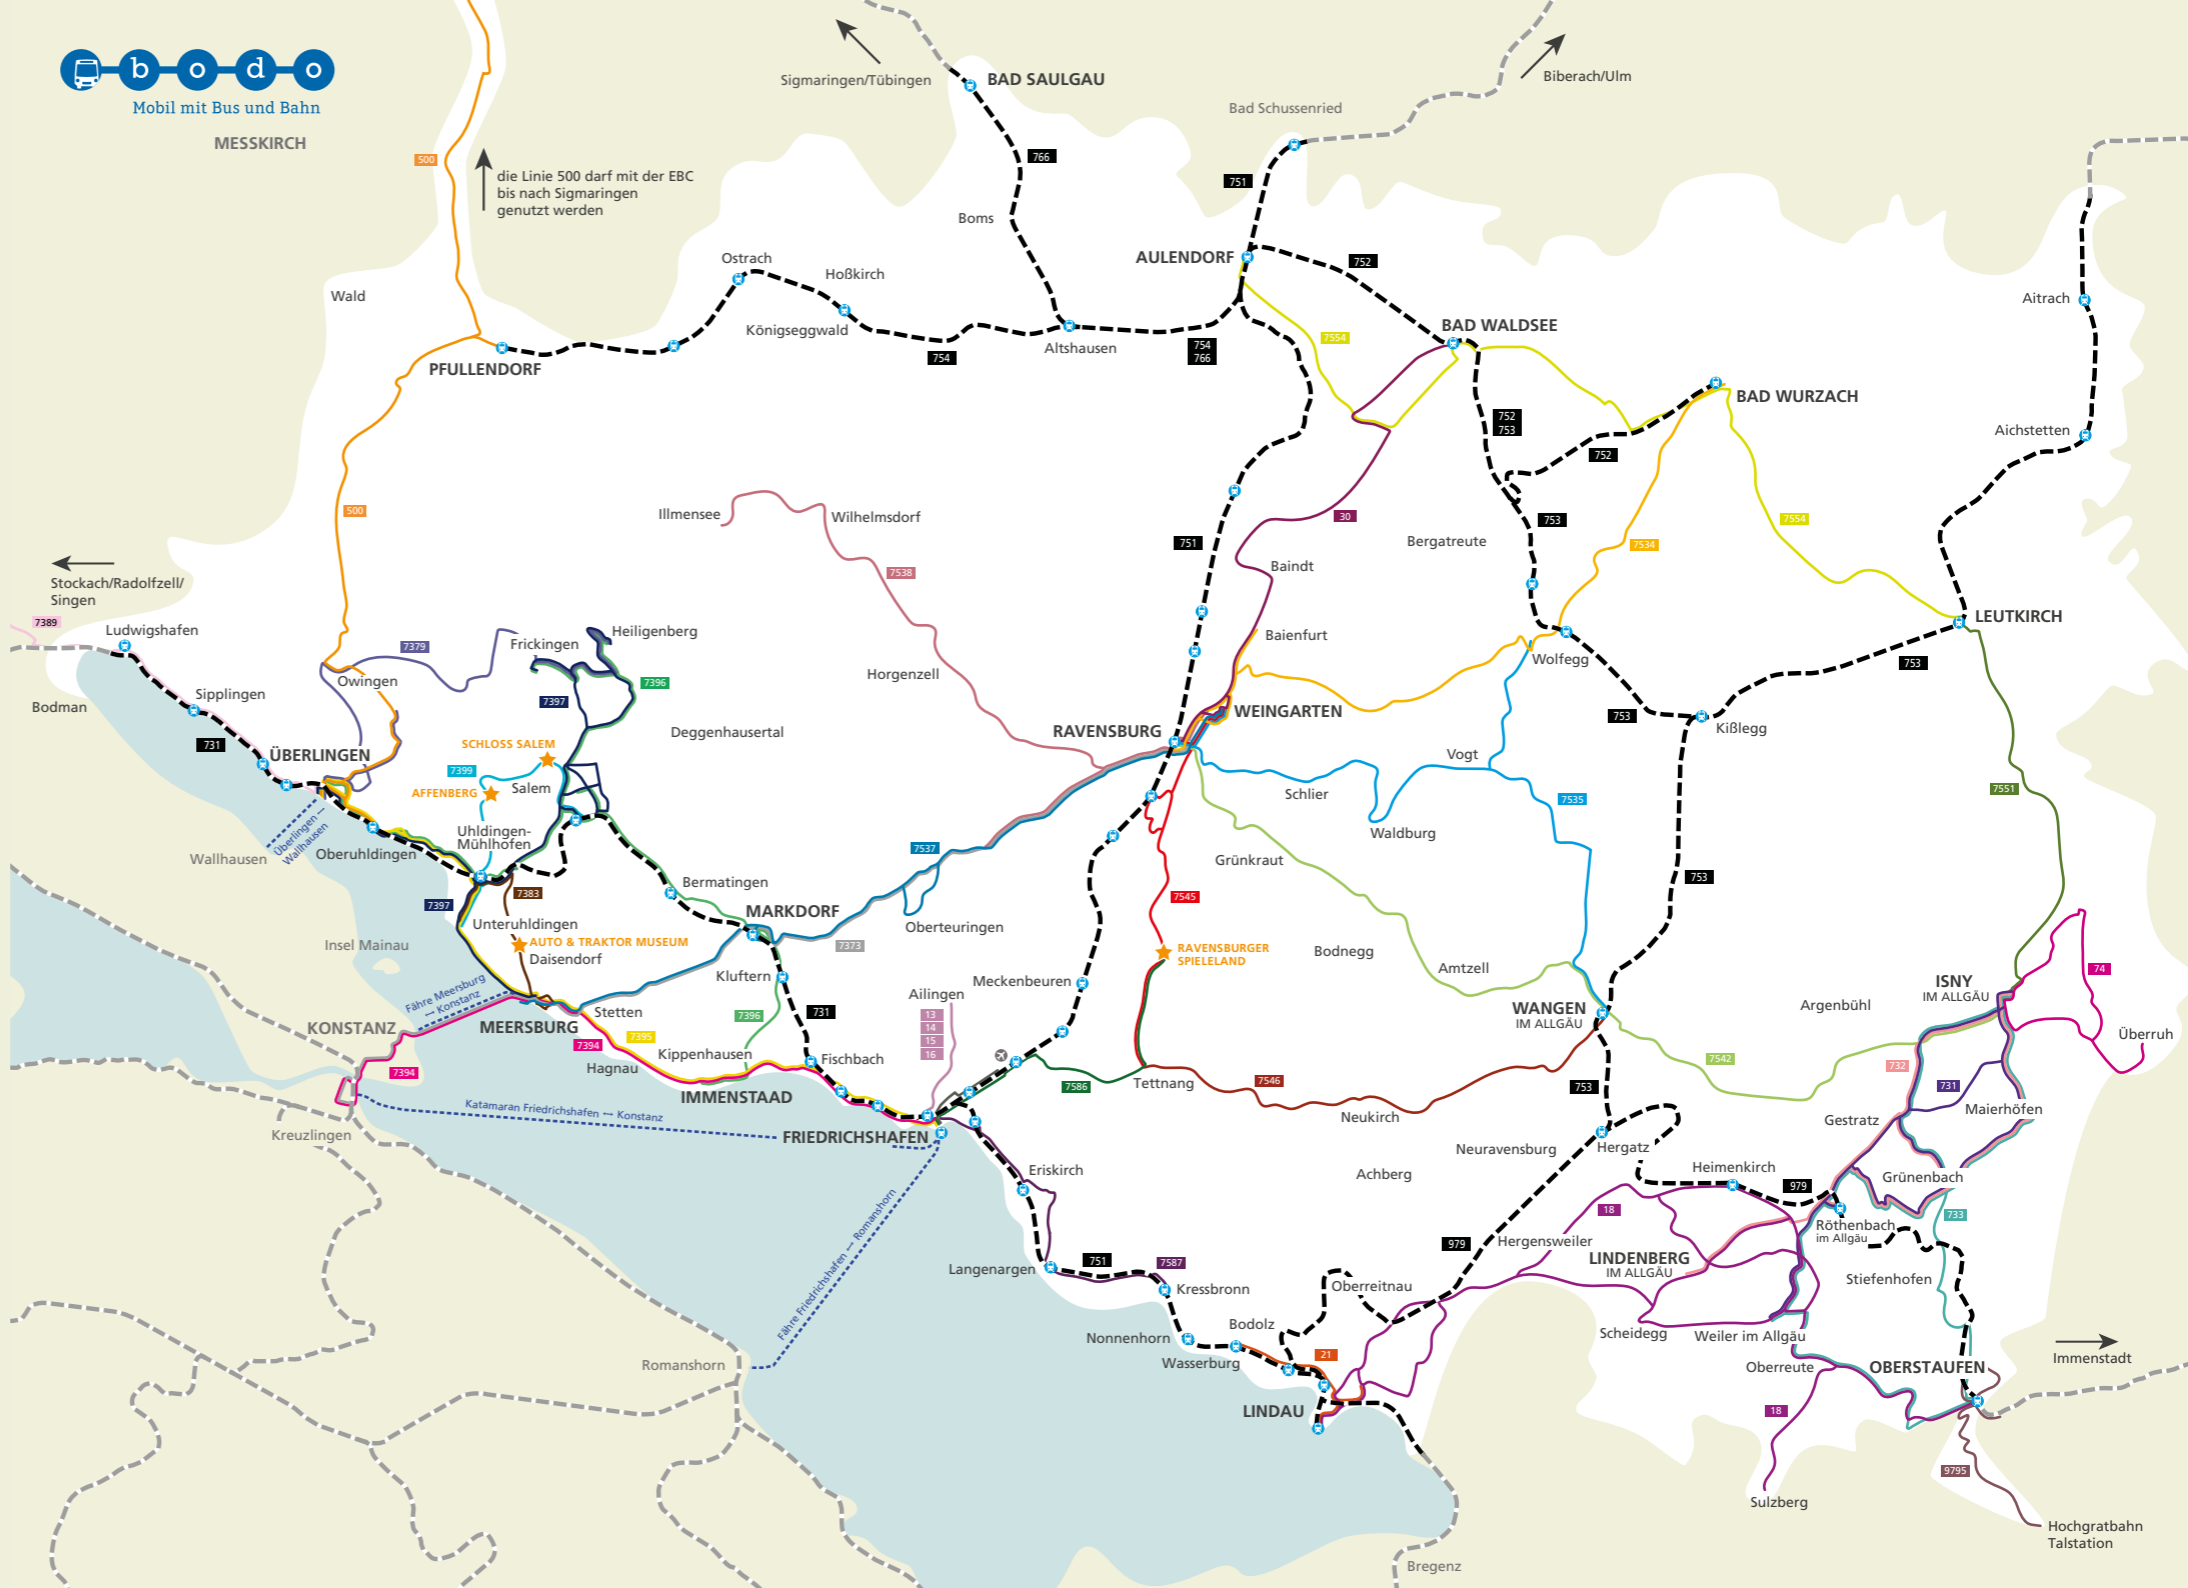 bodo
Mobil mit Bus und Bahn
MESSKIRCH
500
die Linie 500 darf mit der EBC
bis nach Sigmaringen
genutzt werden
Sigmaringen/Tübingen
BAD SAULGAU
766
Boms
Bad Schussenried
751
Biberach/Ulm
AULENDORF
752
Wald
Ostrach
Hoßkirch
Königseggwald
754
Altshausen
754
766
7554
BAD WALDSEE
PFULLENDORF
752
753
752
BAD WURZACH
Aitrach
Aichstetten
500
Illmensee
Wilhelmsdorf
7538
751
30
Bergatreute
753
7534
7554
Baindt
Baienfurt
Wolfegg
LEUTKIRCH
753
Stockach/Radolfzell/
Singen
7389
Ludwigshafen
Bodman
Sipplingen
731
ÜBERLINGEN
7379
Owingen
Frickingen
Heiligenberg
7396
7397
Horgenzell
Deggenhausertal
SCHLOSS SALEM
7399
AFFENBERG
Salem
Uhldingen-
Mühlhofen
Oberuhldingen
Überlingen ↔
Wallhausen
Wallhausen
RAVENSBURG
WEINGARTEN
753
Kißlegg
Vogt
Schlier
7535
Waldburg
7551
7397
7383
Unteruhldingen
AUTO & TRAKTOR MUSEUM
Daisendorf
Insel Mainau
Bermatingen
MARKDORF
7537
Oberteuringen
7373
Kluftern
Grünkraut
7545
RAVENSBURGER
SPIELELAND
Bodnegg
Amtzell
753
Fähre Meersburg
↔ Konstanz
KONSTANZ
MEERSBURG
Stetten
7394
7395
7396
731
7394
Hagnau
Kippenhausen
IMMENSTAAD
Fischbach
Ailingen
13
14
15
16
Meckenbeuren
WANGEN
IM ALLGÄU
Argenbühl
ISNY
IM ALLGÄU
74
Überruh
7542
732
731
Maierhöfen
Gestratz
Grünenbach
Katamaran Friedrichshafen ↔ Konstanz
Kreuzlingen
FRIEDRICHSHAFEN
7586
Tettnang
7546
Neukirch
753
Neuravensburg
Hergatz
Achberg
Heimenkirch
979
Röthenbach
im Allgäu
733
Eriskirch
Fähre Friedrichshafen ↔ Romanshorn
Langenargen
751
7587
Kressbronn
979
18
Hergensweiler
LINDENBERG
IM ALLGÄU
Stiefenhofen
Oberreitnau
Nonnenhorn
Bodolz
Wasserburg
21
Scheidegg
Weiler im Allgäu
Oberreute
OBERSTAUFEN
Immenstadt
Romanshorn
LINDAU
18
9795
Sulzberg
Hochgratbahn
Talstation
Bregenz